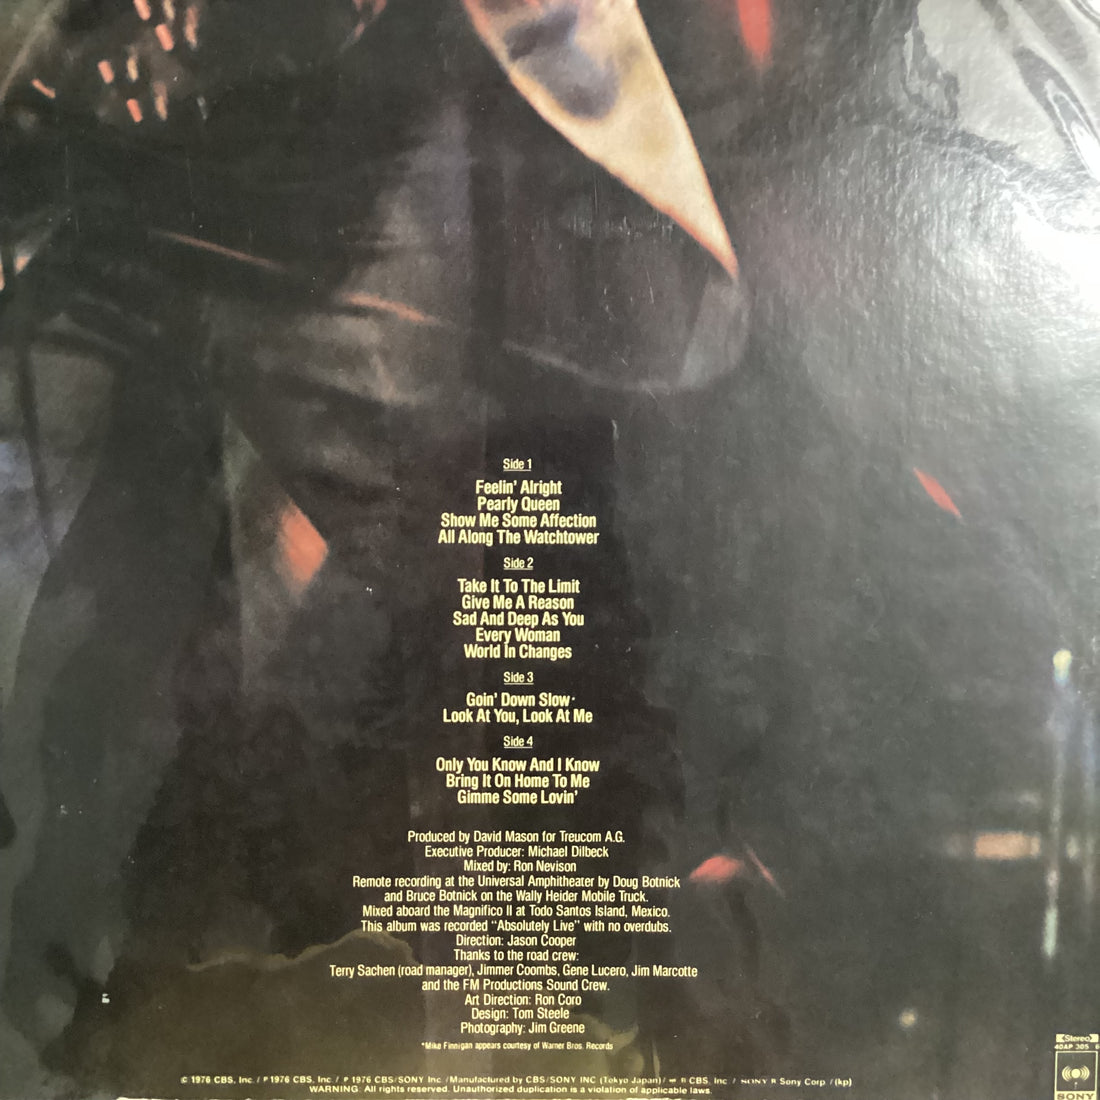 Side 1
Feelin' Alright
Pearly Queen
Show Me Some Affection
All Along The Watchtower
Side 2
Take It To The Limit
Give Me A Reason
Sad And Deep As You
Every Woman
World In Changes
Side 3
Goin' Down Slow*
Look At You, Look At Me
Side 4
Only You Know And I Know
Bring It On Home To Me
Gimme Some Lovin'
Produced by David Mason for Treucom A.G.
Executive Producer: Michael Dilbeck
Mixed by: Ron Nevison
Remote recording at the Universal Amphitheater by Doug Botnick
and Bruce Botnick on the Wally Heider Mobile Truck.
Mixed aboard the Magnifico II at Todo Santos Island, Mexico.
This album was recorded "Absolutely Live" with no overdubs.
Direction: Jason Cooper
Thanks to the road crew:
Terry Sachen (road manager), Jimmer Coombs, Gene Lucero, Jim Marcotte
and the FM Productions Sound Crew.
Art Direction: Ron Coro
Design: Tom Steele
Photography: Jim Greene
*Mike Finnigan appears courtesy of Warner Bros. Records
© 1976 CBS, Inc. / ℗ 1976 CBS, Inc. / ℗ 1976 CBS/SONY Inc. / Manufactured by CBS/SONY INC (Tokyo Japan) / CBS, Inc / SONY ® Sony Corp. / (kp)
WARNING: All rights reserved. Unauthorized duplication is a violation of applicable laws.
Stereo
40AP 305 6
SONY